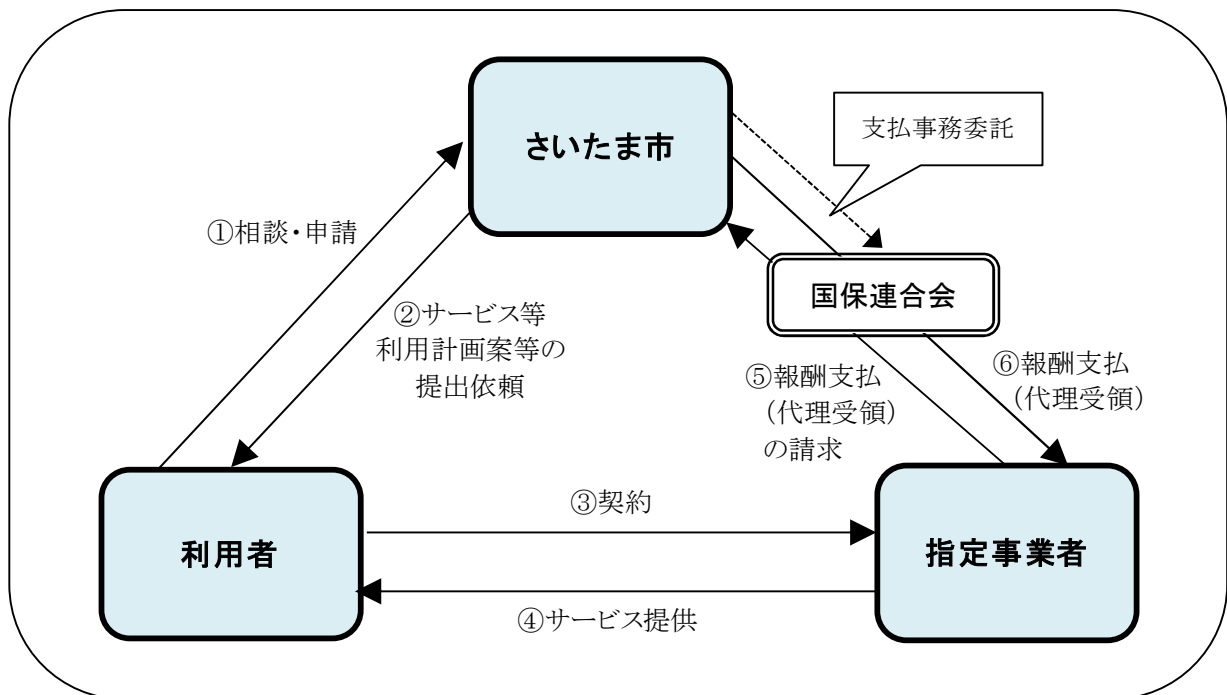 さいたま市
支払事務委託
①相談・申請
国保連合会
②サービス等
利用計画案等の
提出依頼
⑤報酬支払
(代理受領)
の請求
⑥報酬支払
(代理受領)
利用者
③契約
指定事業者
④サービス提供